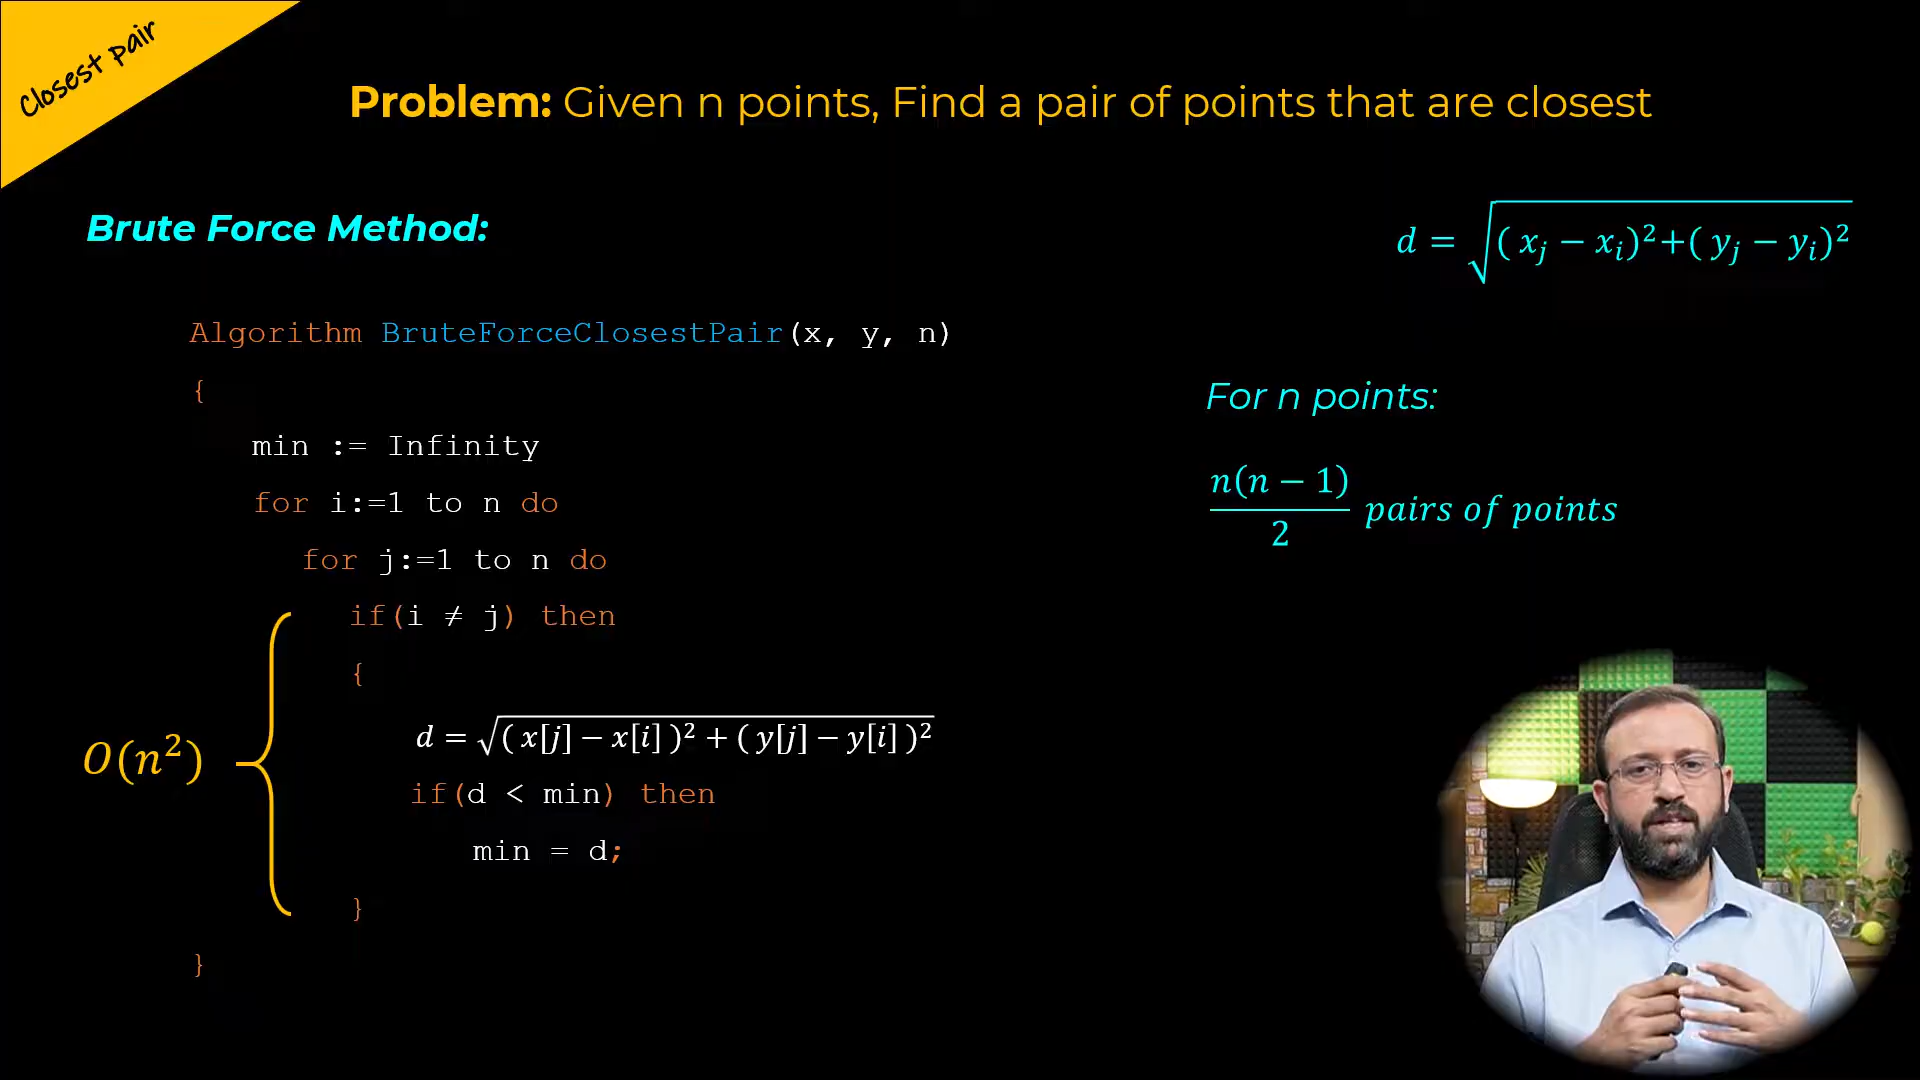 Closest pair
Problem: Given n points, Find a pair of points that are closest
Brute Force Method:
d = √( xⱼ − xᵢ)²+( yⱼ − yᵢ)²
Algorithm BruteForceClosestPair(x, y, n)
{
min := Infinity
for i:=1 to n do
for j:=1 to n do
if(i ≠ j) then
{
d = √( x[j] − x[i] )² + ( y[j] − y[i] )²
if(d < min) then
min = d;
}
}
O(n²)
For n points:
n(n − 1)
2
pairs of points